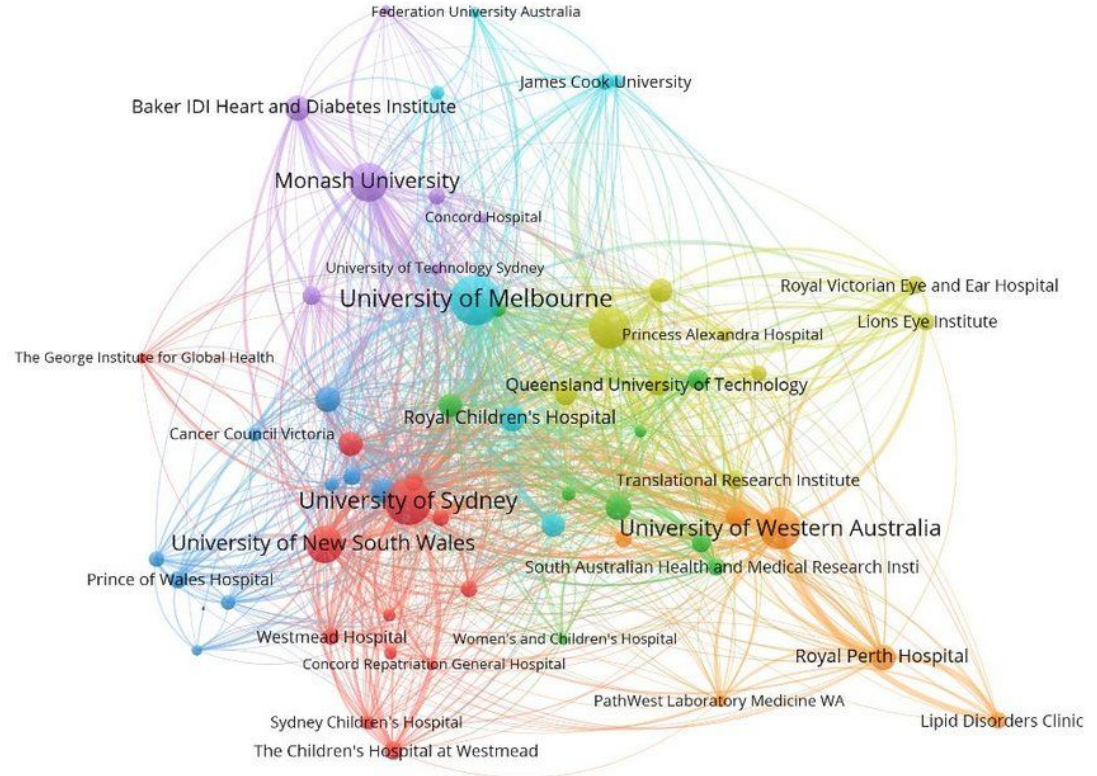 Federation University Australia
James Cook University
Baker IDI Heart and Diabetes Institute
Monash University
Concord Hospital
University of Technology Sydney
Royal Victorian Eye and Ear Hospital
University of Melbourne
Lions Eye Institute
Princess Alexandra Hospital
The George Institute for Global Health
Queensland University of Technology
Royal Children's Hospital
Cancer Council Victoria
Translational Research Institute
University of Sydney
University of Western Australia
University of New South Wales
South Australian Health and Medical Research Insti
Prince of Wales Hospital
Westmead Hospital
Women's and Children's Hospital
Royal Perth Hospital
Concord Repatriation General Hospital
PathWest Laboratory Medicine WA
Lipid Disorders Clinic
Sydney Children's Hospital
The Children's Hospital at Westmead